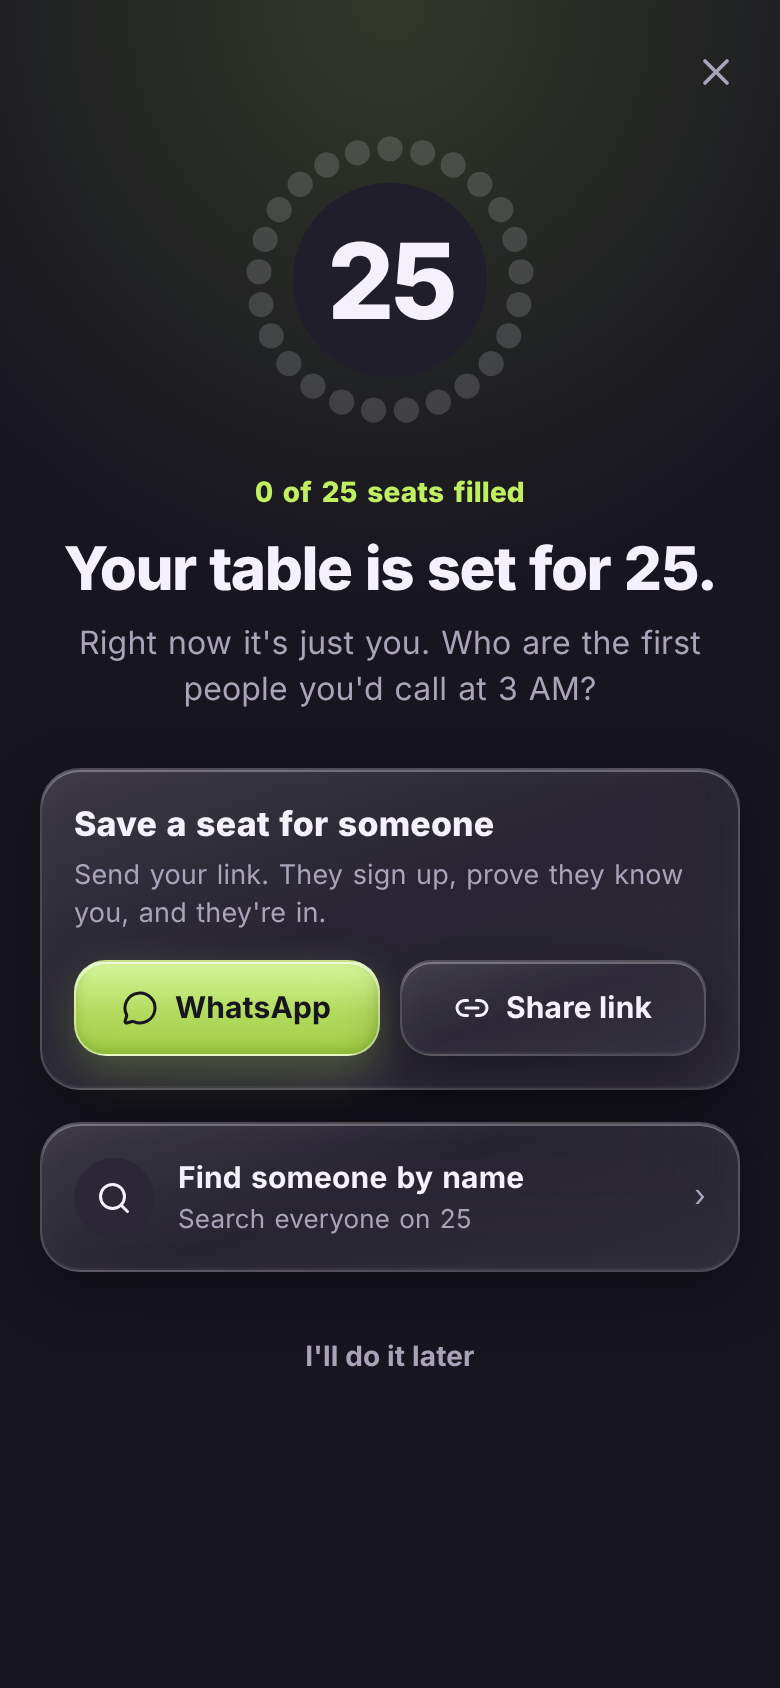 25
0 of 25 seats filled
Your table is set for 25.
Right now it's just you. Who are the first
people you'd call at 3 AM?
Save a seat for someone
Send your link. They sign up, prove they know
you, and they're in.
WhatsApp
Share link
Find someone by name
Search everyone on 25
I'll do it later